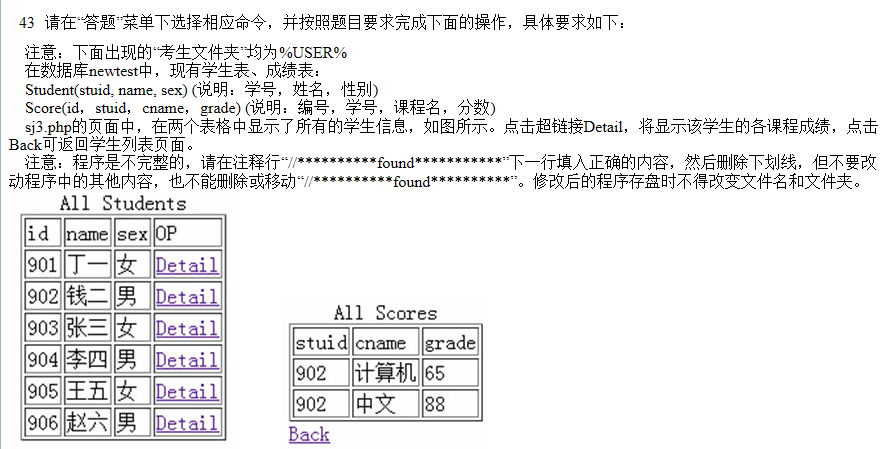 43 请在“答题”菜单下选择相应命令，并按照题目要求完成下面的操作，具体要求如下：
注意：下面出现的“考生文件夹”均为%USER%
在数据库newtest中，现有学生表、成绩表：
Student(stuid, name, sex) (说明：学号，姓名，性别)
Score(id，stuid，cname，grade) (说明：编号，学号，课程名，分数)
sj3.php的页面中，在两个表格中显示了所有的学生信息，如图所示。点击超链接Detail，将显示该学生的各课程成绩，点击
Back可返回学生列表页面。
注意：程序是不完整的，请在注释行“//**********found***********”下一行填入正确的内容，然后删除下划线，但不要改
动程序中的其他内容，也不能删除或移动“//**********found**********”。修改后的程序存盘时不得改变文件名和文件夹。
All Students
id name sex OP
901 丁一 女 Detail
902 钱二 男 Detail
903 张三 女 Detail
904 李四 男 Detail
905 王五 女 Detail
906 赵六 男 Detail
All Scores
stuid cname grade
902 计算机 65
902 中文 88
Back